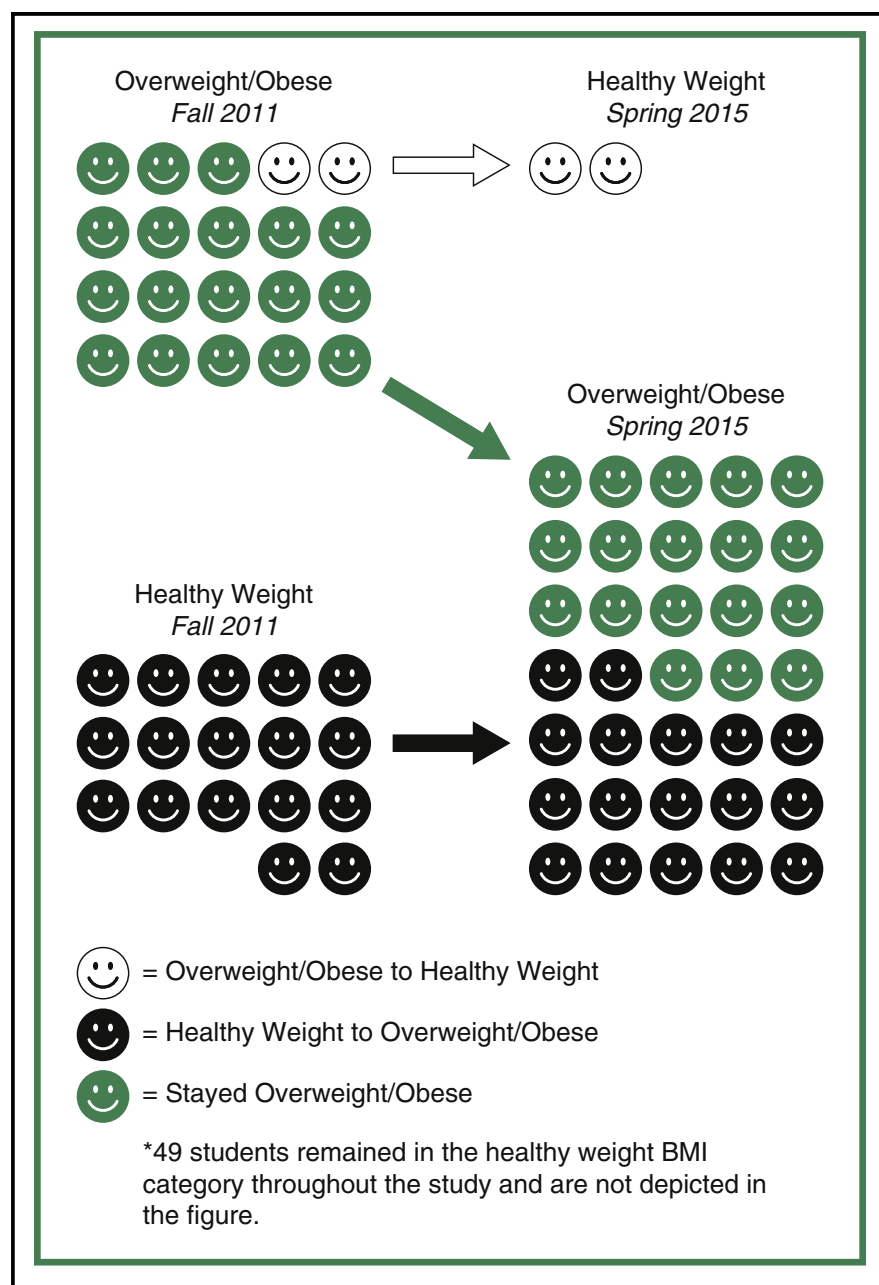 Overweight/Obese
Fall 2011
Healthy Weight
Spring 2015
Overweight/Obese
Spring 2015
Healthy Weight
Fall 2011
= Overweight/Obese to Healthy Weight
= Healthy Weight to Overweight/Obese
= Stayed Overweight/Obese
*49 students remained in the healthy weight BMI
category throughout the study and are not depicted in
the figure.